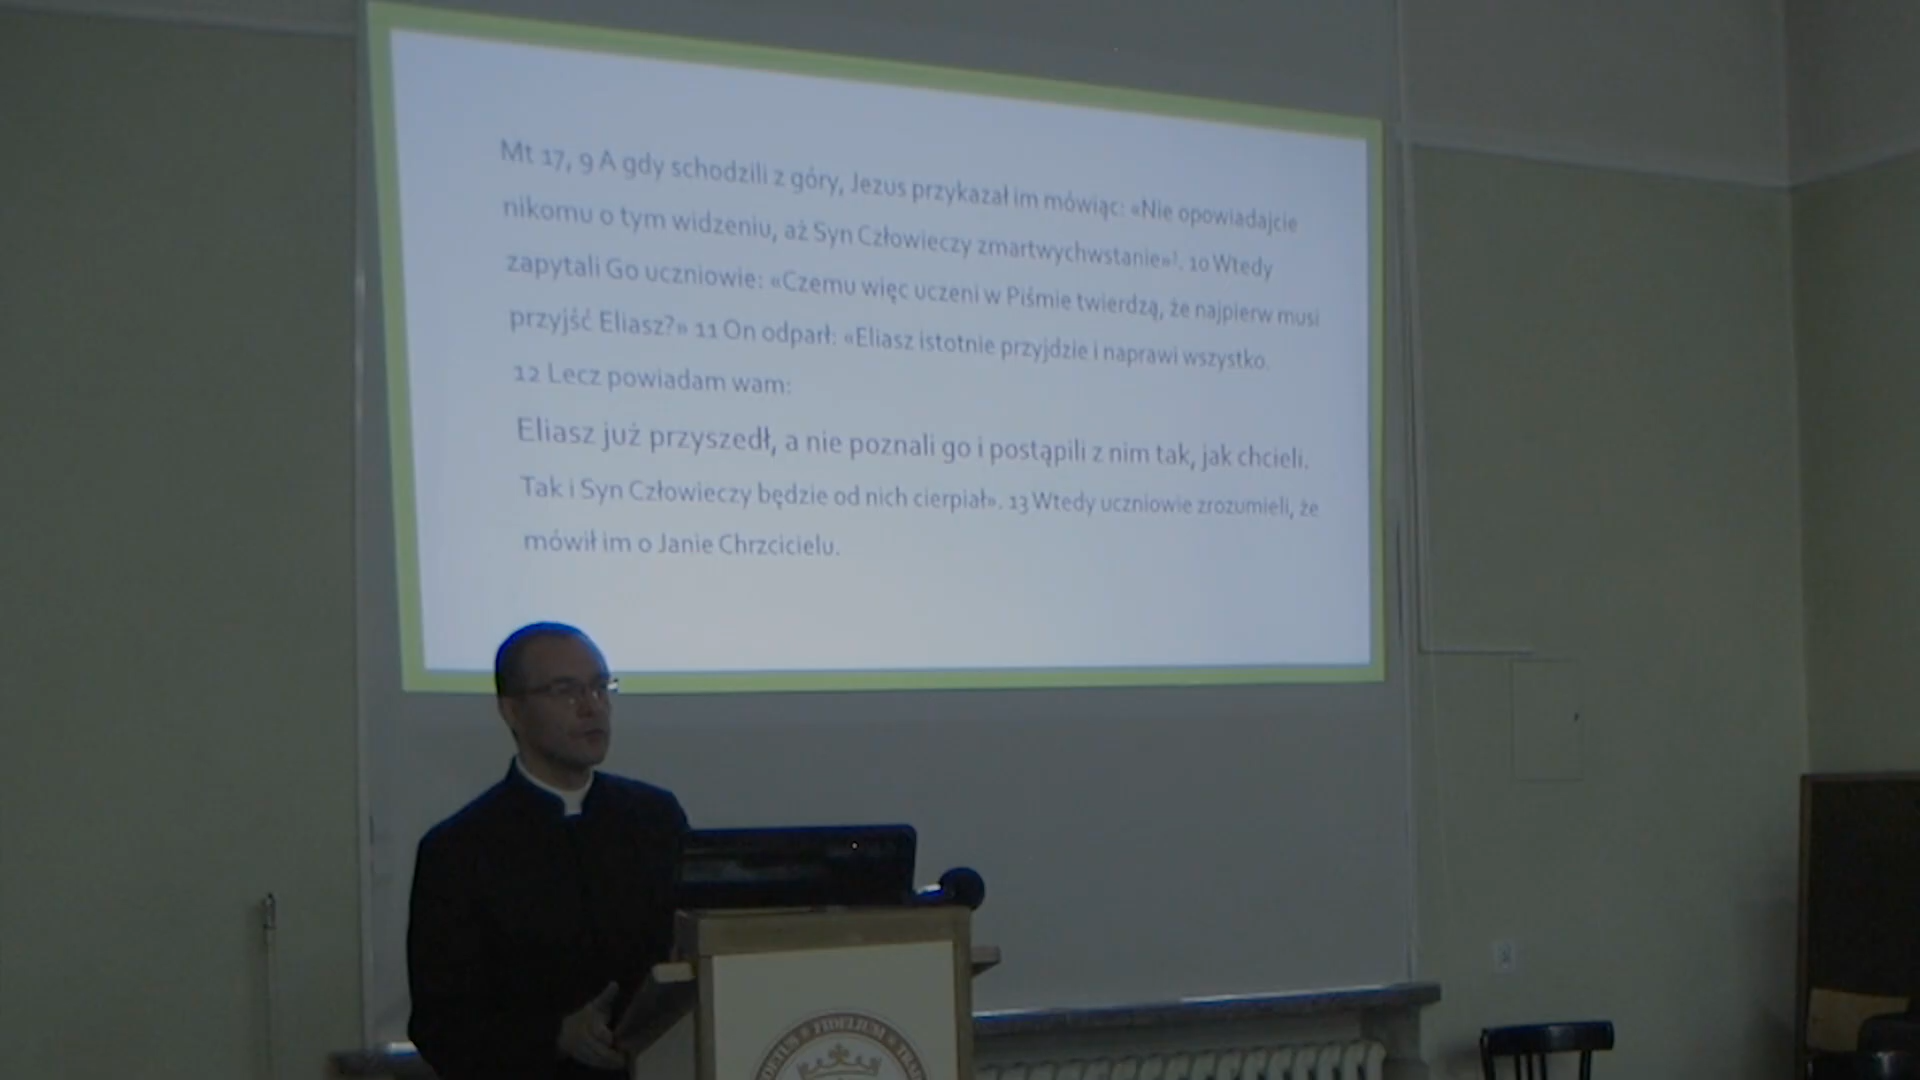 Mt 17, 9 A gdy schodzili z góry, Jezus przykazał im mówiąc: «Nie opowiadajcie
nikomu o tym widzeniu, aż Syn Człowieczy zmartwychwstanie»¹. 10 Wtedy
zapytali Go uczniowie: «Czemu więc uczeni w Piśmie twierdzą, że najpierw musi
przyjść Eliasz?» 11 On odparł: «Eliasz istotnie przyjdzie i naprawi wszystko.
12 Lecz powiadam wam:
Eliasz już przyszedł, a nie poznali go i postąpili z nim tak, jak chcieli.
Tak i Syn Człowieczy będzie od nich cierpiał». 13 Wtedy uczniowie zrozumieli, że
mówił im o Janie Chrzcicielu.
FIDELIUM